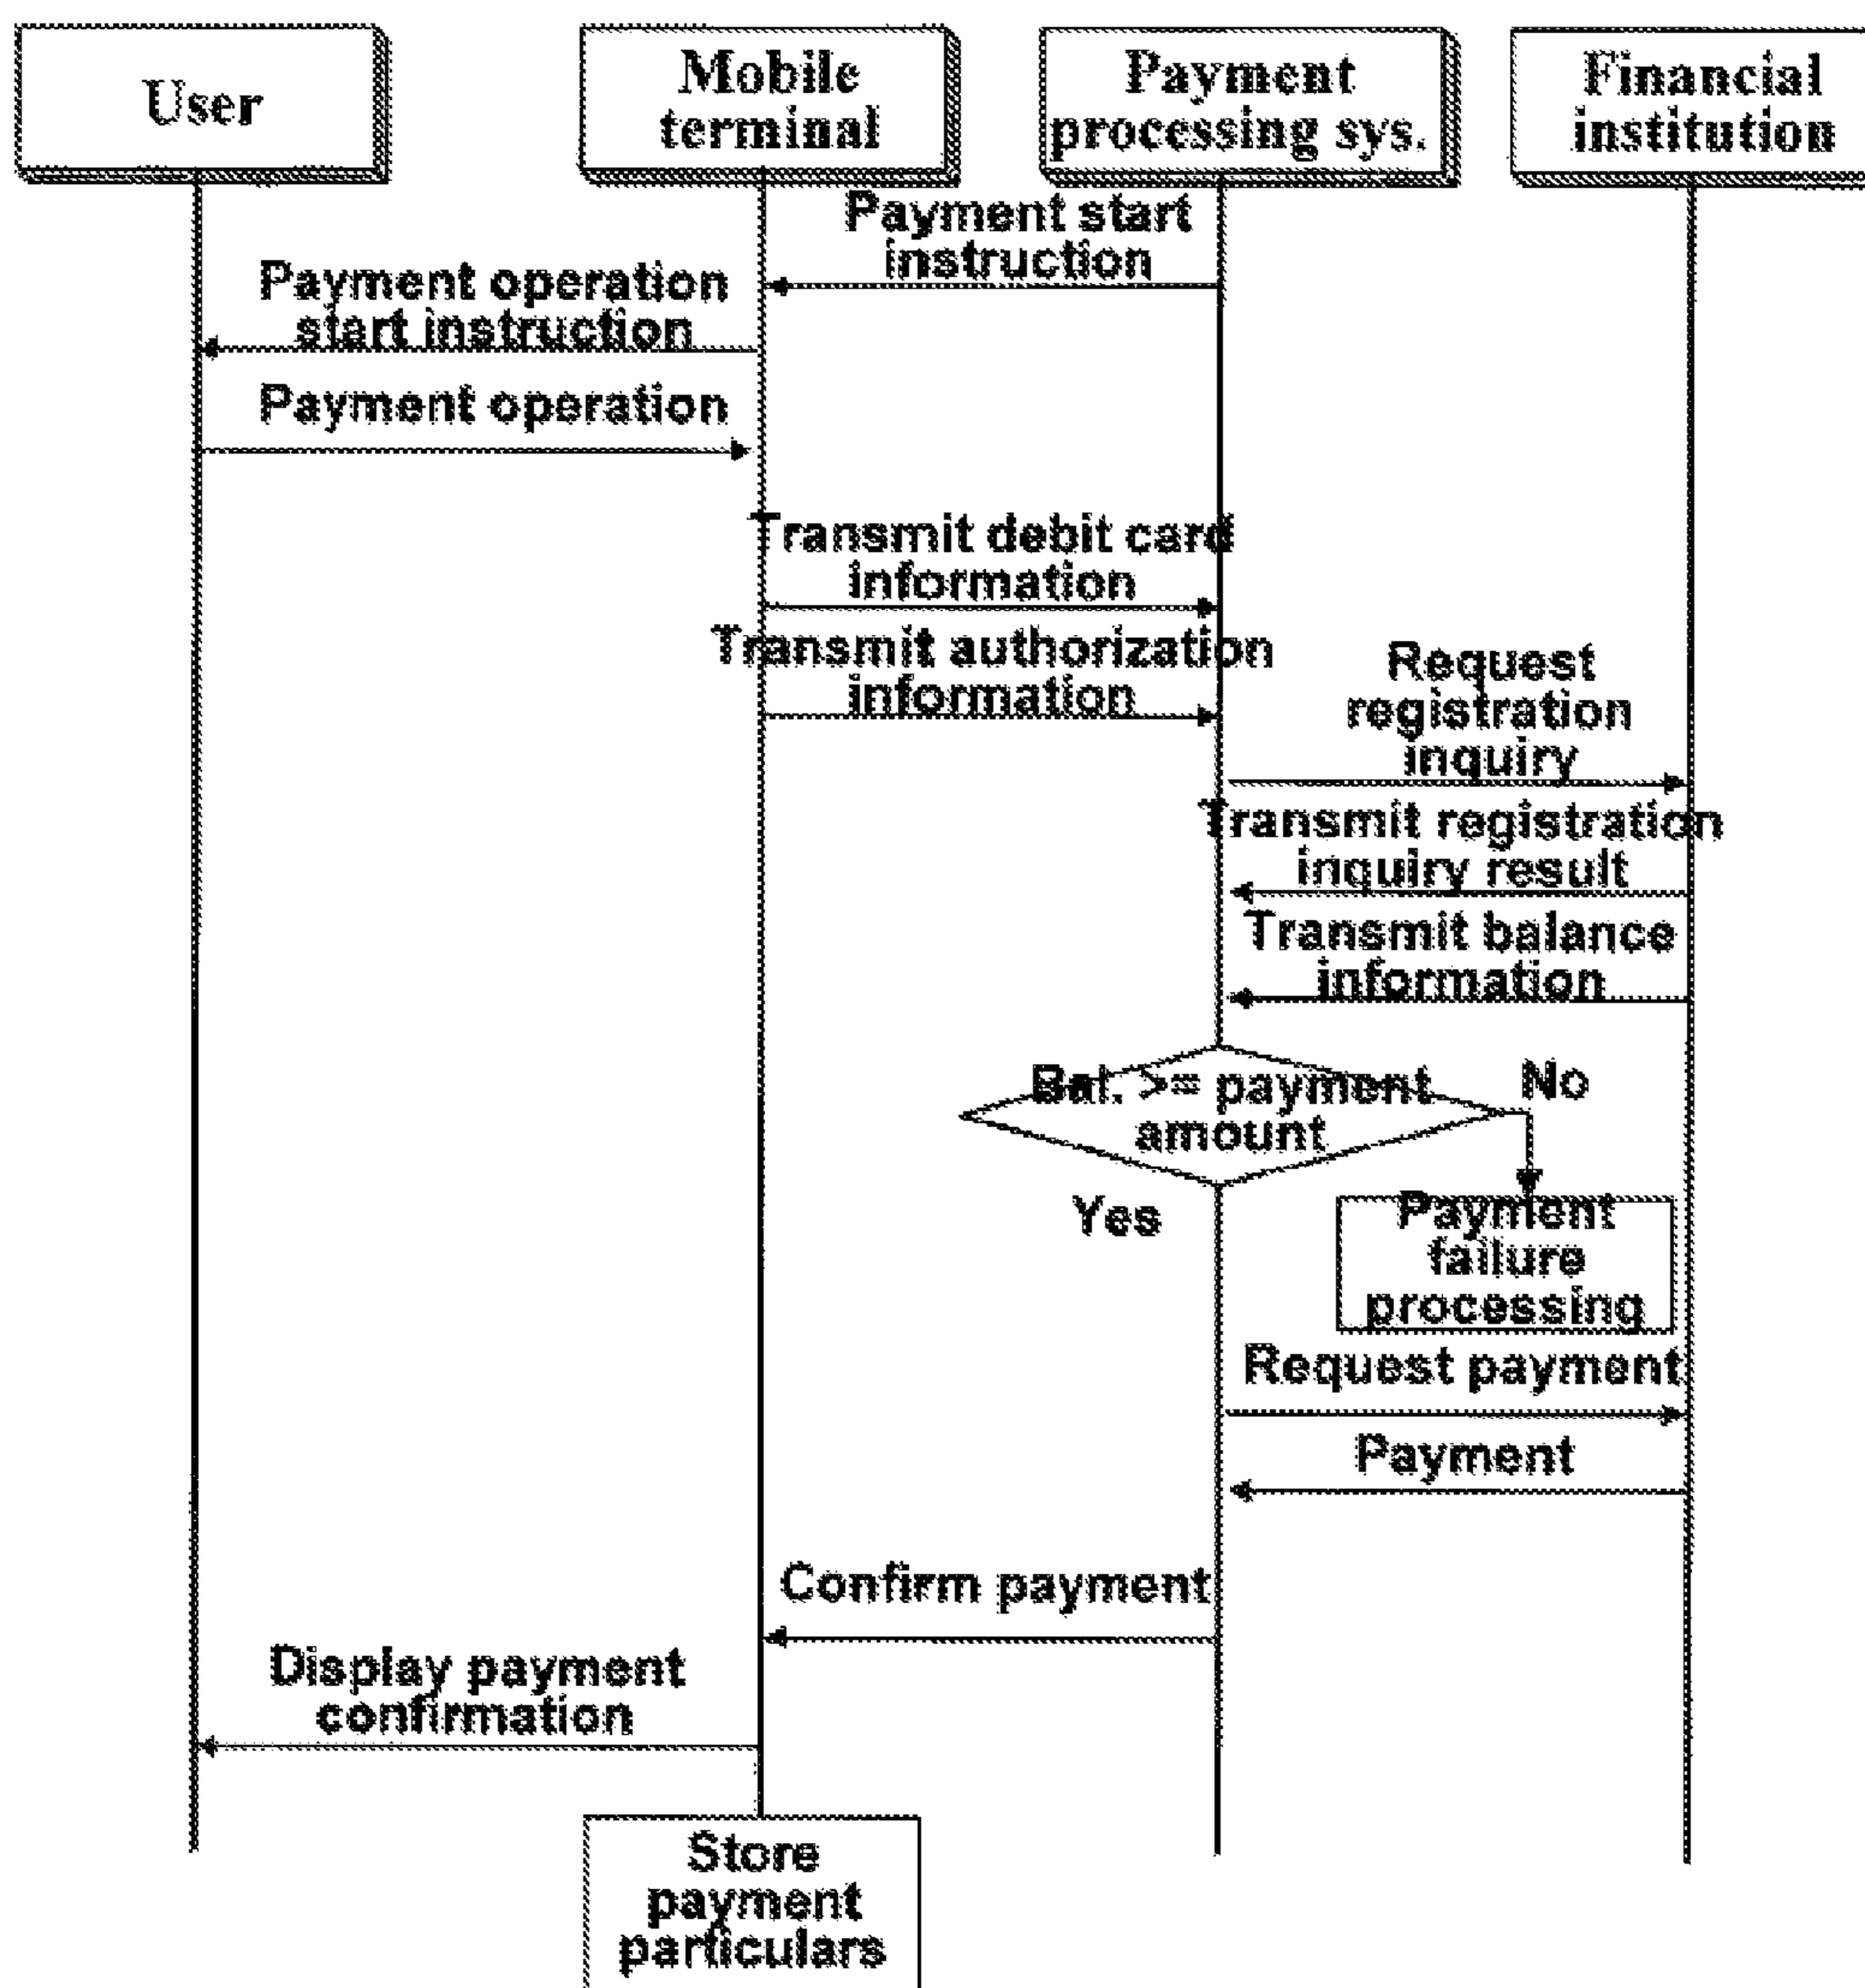 User
Mobile
terminal
Payment
processing sys.
Financial
institution
Payment start
instruction
Payment operation
start instruction
Payment operation
Transmit debit card
information
Transmit authorization
information
Request
registration
inquiry
Transmit registration
inquiry result
Transmit balance
information
Bal. >= payment
amount
No
Yes
Payment
failure
processing
Request payment
Payment
Confirm payment
Display payment
confirmation
Store
payment
particulars